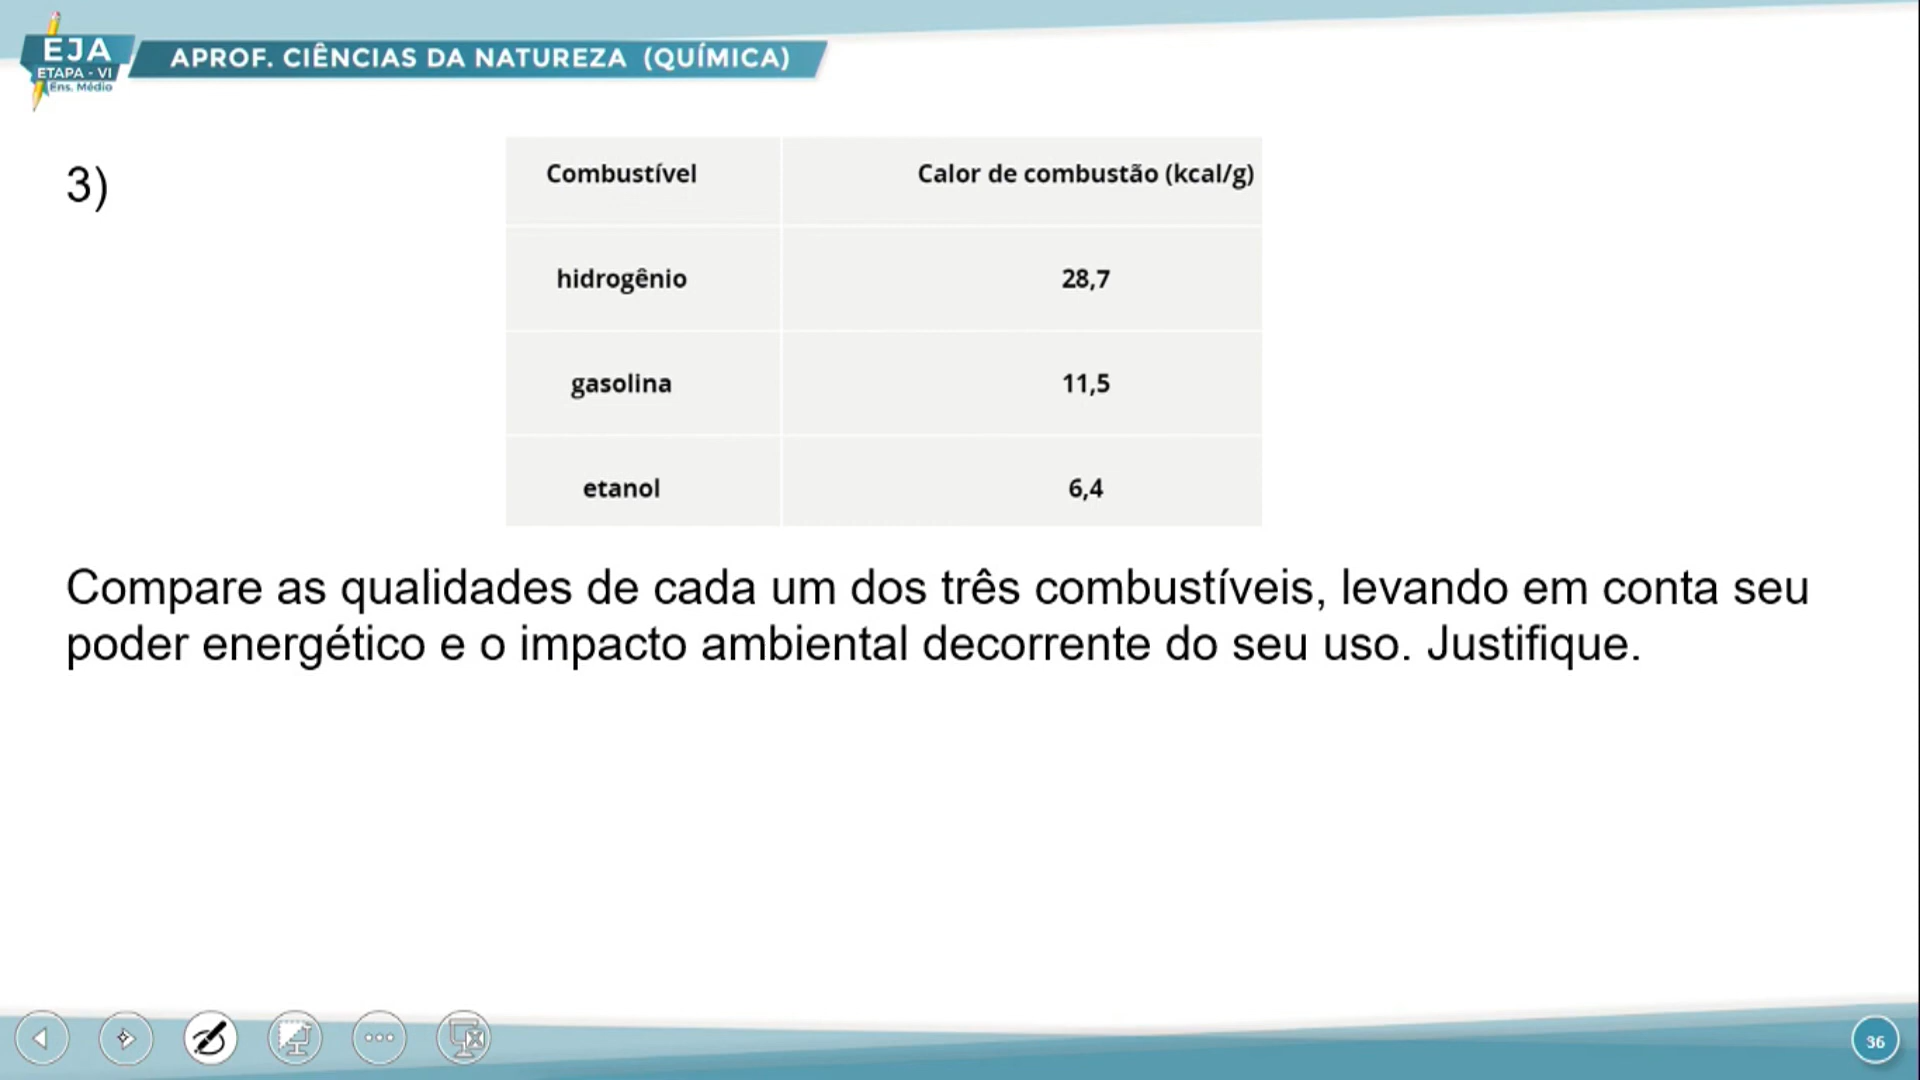 EJA
ETAPA - VI
Ens. Médio
APROF. CIÊNCIAS DA NATUREZA (QUÍMICA)
3)
Combustível Calor de combustão (kcal/g)
hidrogênio 28,7
gasolina 11,5
etanol 6,4
Compare as qualidades de cada um dos três combustíveis, levando em conta seu
poder energético e o impacto ambiental decorrente do seu uso. Justifique.
36